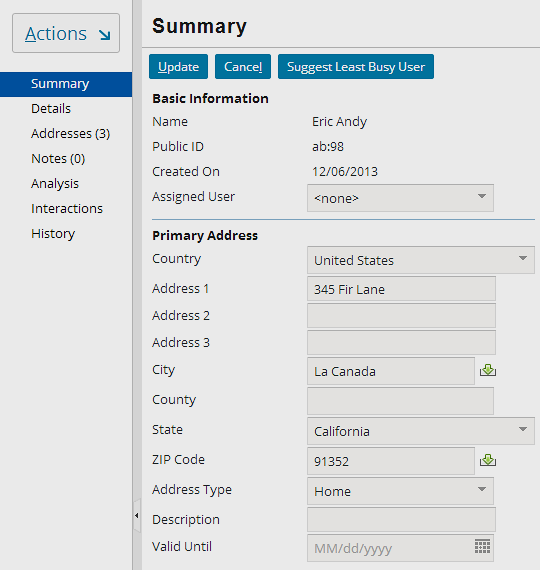 Actions
Summary
Details
Addresses (3)
Notes (0)
Analysis
Interactions
History
Summary
Update Cancel Suggest Least Busy User
Basic Information
Name Eric Andy
Public ID ab:98
Created On 12/06/2013
Assigned User <none>
Primary Address
Country United States
Address 1 345 Fir Lane
Address 2
Address 3
City La Canada
County
State California
ZIP Code 91352
Address Type Home
Description
Valid Until MM/dd/yyyy